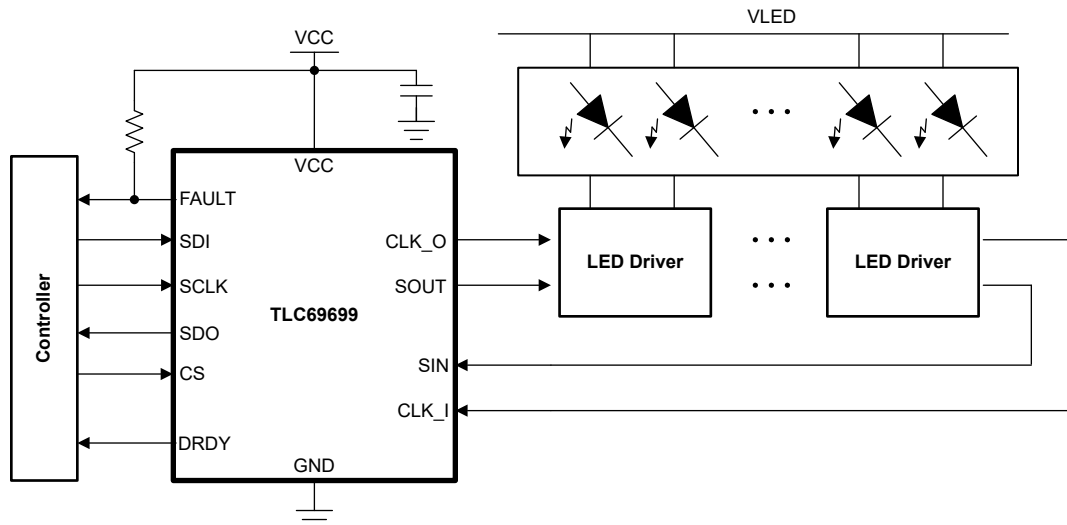 VLED
VCC
VCC
FAULT
SDI
SCLK
SDO
CS
DRDY
Controller
TLC69699
CLK_O
SOUT
SIN
CLK_I
GND
LED Driver
LED Driver